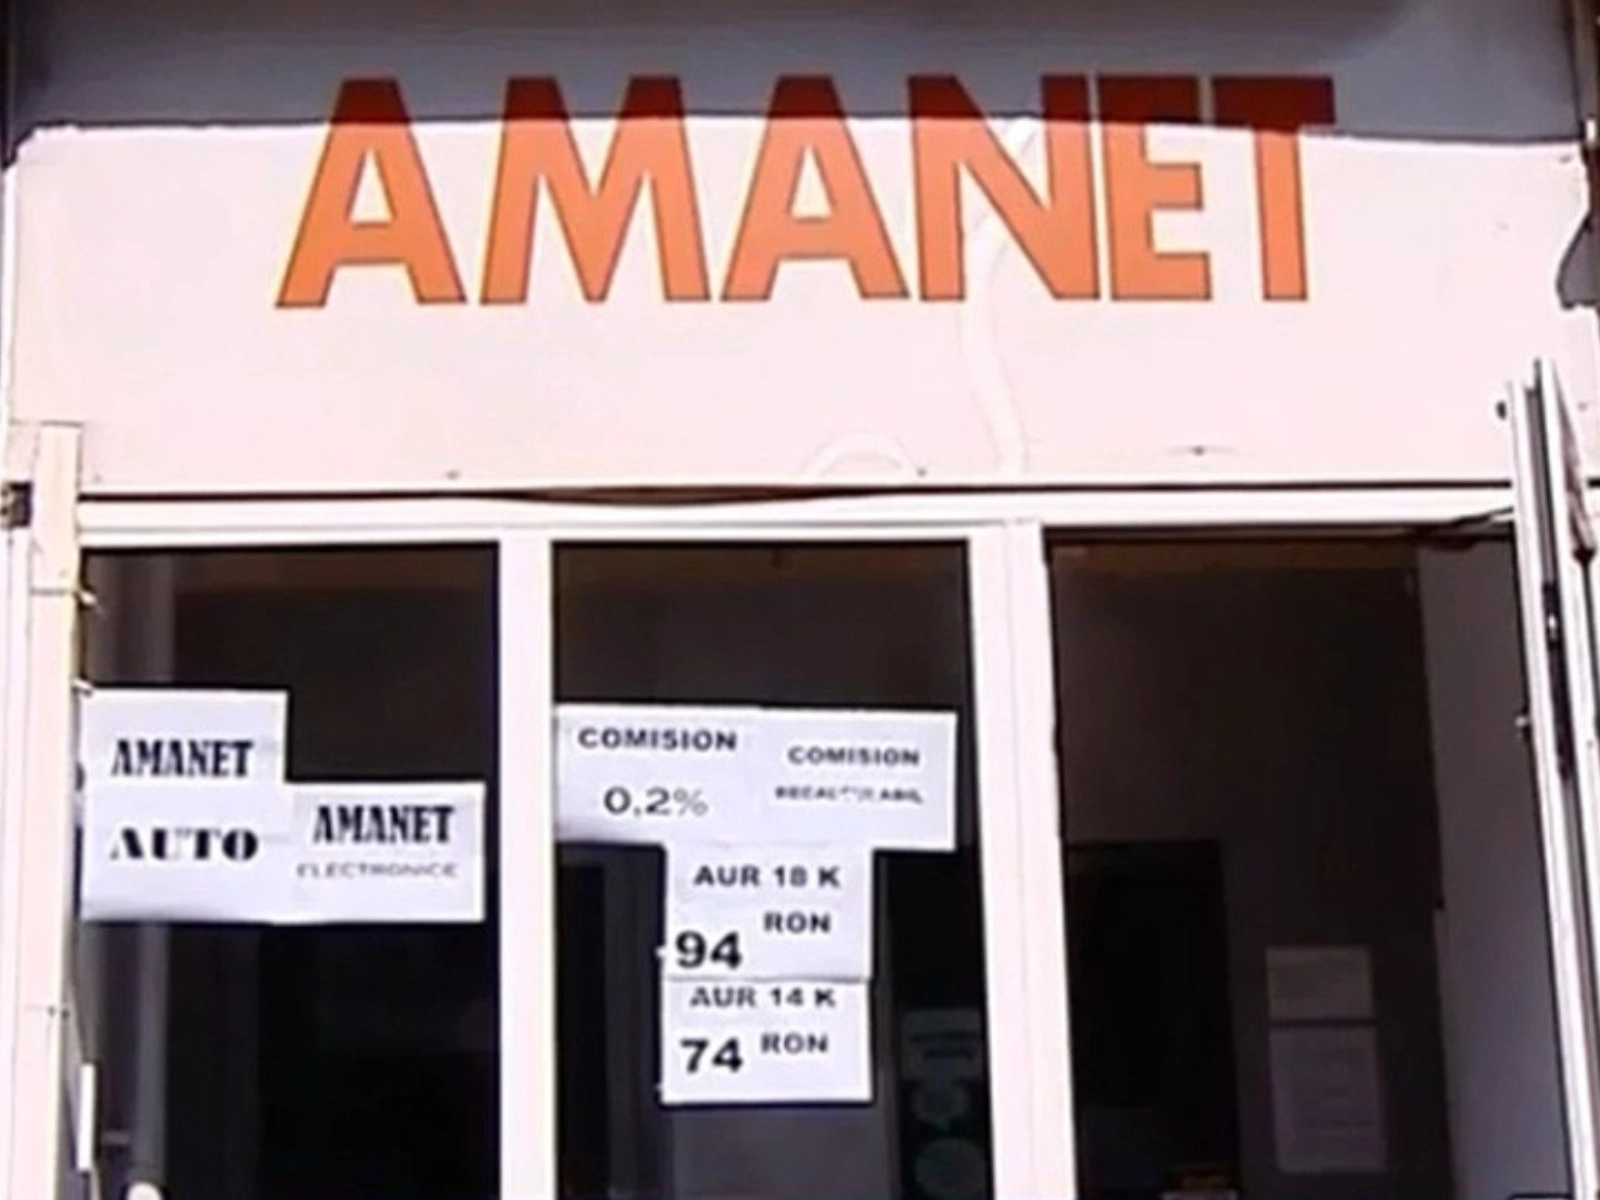 AMANET
AMANET
AUTO
AMANET
ELECTRONICE
COMISION
0,2%
COMISION
AUR 18 K
94 RON
AUR 14 K
74 RON